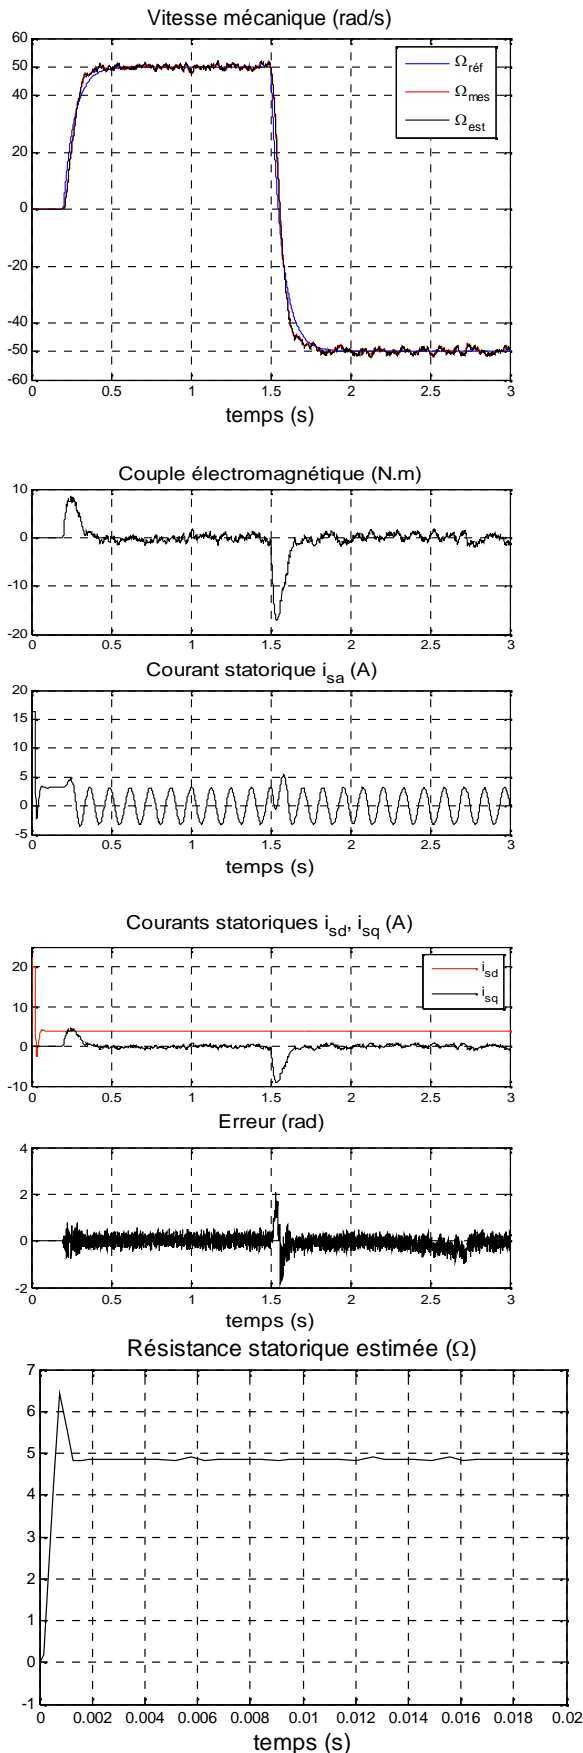 Vitesse mécanique (rad/s)
60
50
40
20
0
-20
-40
-50
-60
0 0.5 1 1.5 2 2.5 3
Ωréf
Ωmes
Ωest
temps (s)
Couple électromagnétique (N.m)
10
0
-10
-20
0 0.5 1 1.5 2 2.5 3
Courant statorique isa (A)
20
15
10
5
0
-5
0 0.5 1 1.5 2 2.5 3
temps (s)
Courants statoriques isd, isq (A)
20
10
0
-10
0 0.5 1 1.5 2 2.5 3
isd
isq
Erreur (rad)
4
2
0
-2
0 0.5 1 1.5 2 2.5 3
temps (s)
Résistance statorique estimée (Ω)
7
6
5
4
3
2
1
0
-1
0 0.002 0.004 0.006 0.008 0.01 0.012 0.014 0.016 0.018 0.02
temps (s)